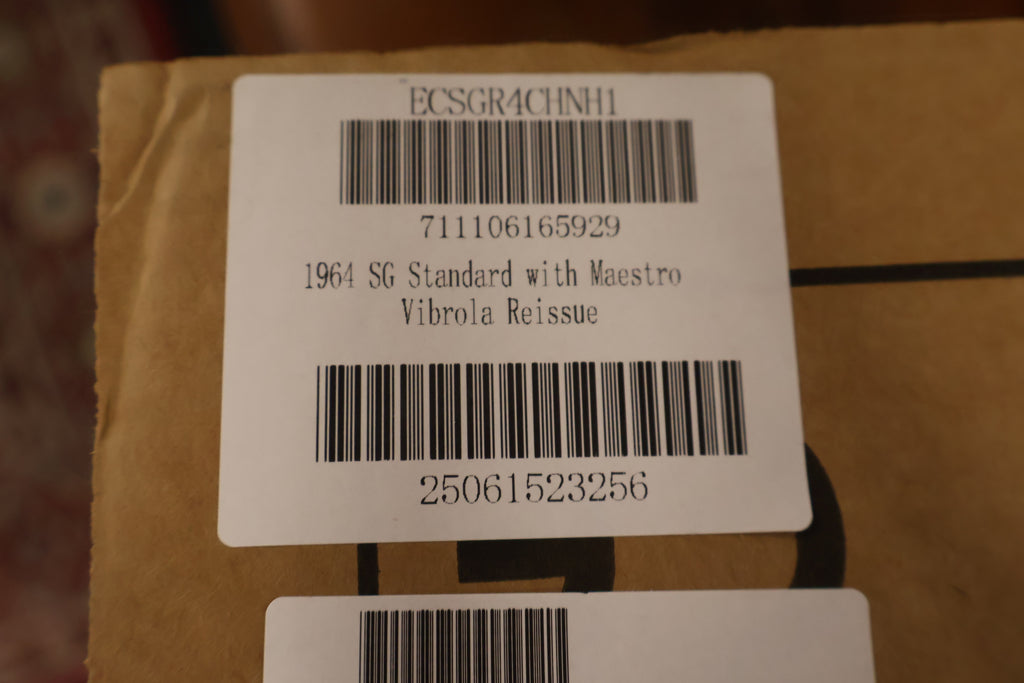 ECSGR4CHNH1
711106165929
1964 SG Standard with Maestro
Vibrola Reissue
25061523256